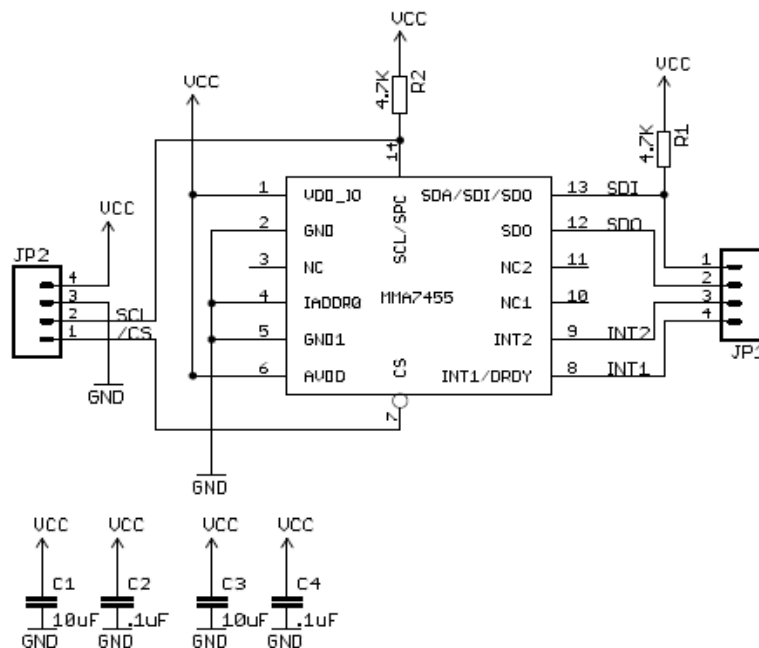 VCC
VCC
VCC
4.7K
R2
4.7K
R1
14
1
VDD_IO
SCL/SPC
SDA/SDI/SDO
13
SDI
VCC
2
GND
SDO
12
SDO
JP2
3
NC
NC2
11
1
4
2
3
4
IADDR0
MMA7455
NC1
10
3
2
SCL
4
1
/CS
5
GND1
INT2
9
INT2
JP1
6
AVDD
CS
INT1/DRDY
8
INT1
GND
7
GND
VCC
VCC
VCC
VCC
C1
C2
C3
C4
10uF
.1uF
10uF
.1uF
GND
GND
GND
GND